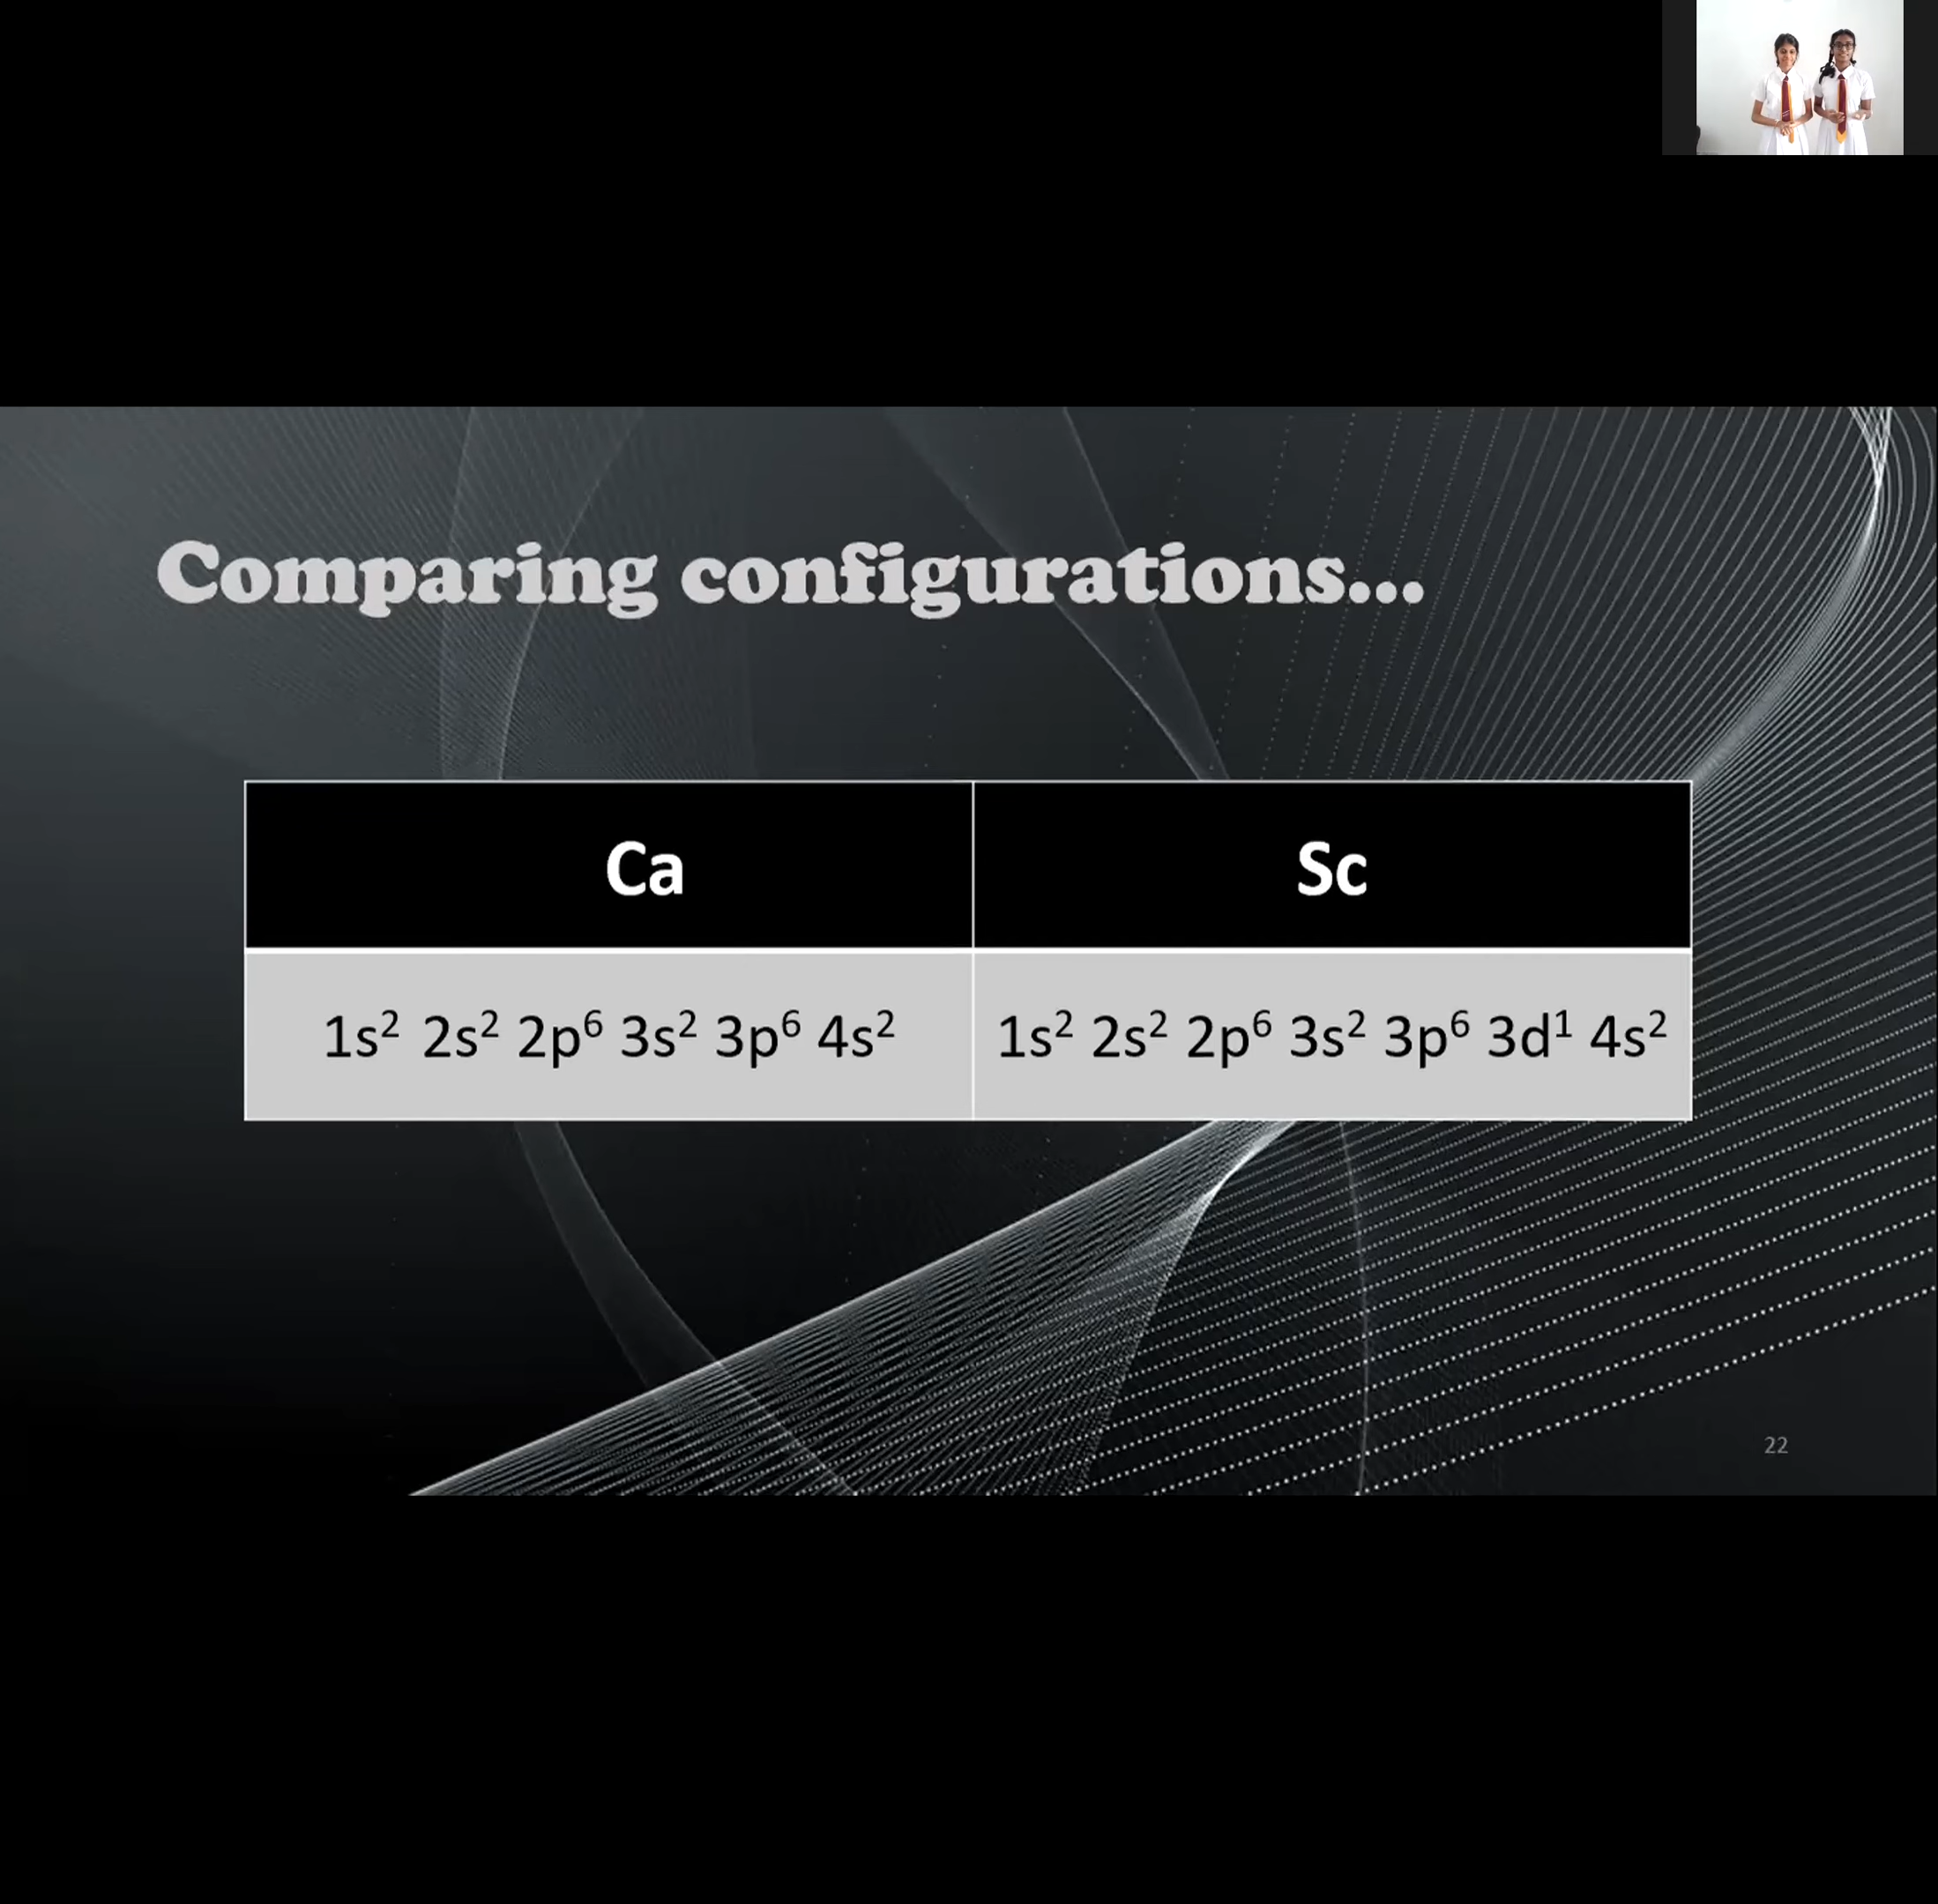 Comparing configurations...
Ca
Sc
1s² 2s² 2p⁶ 3s² 3p⁶ 4s²
1s² 2s² 2p⁶ 3s² 3p⁶ 3d¹ 4s²
22